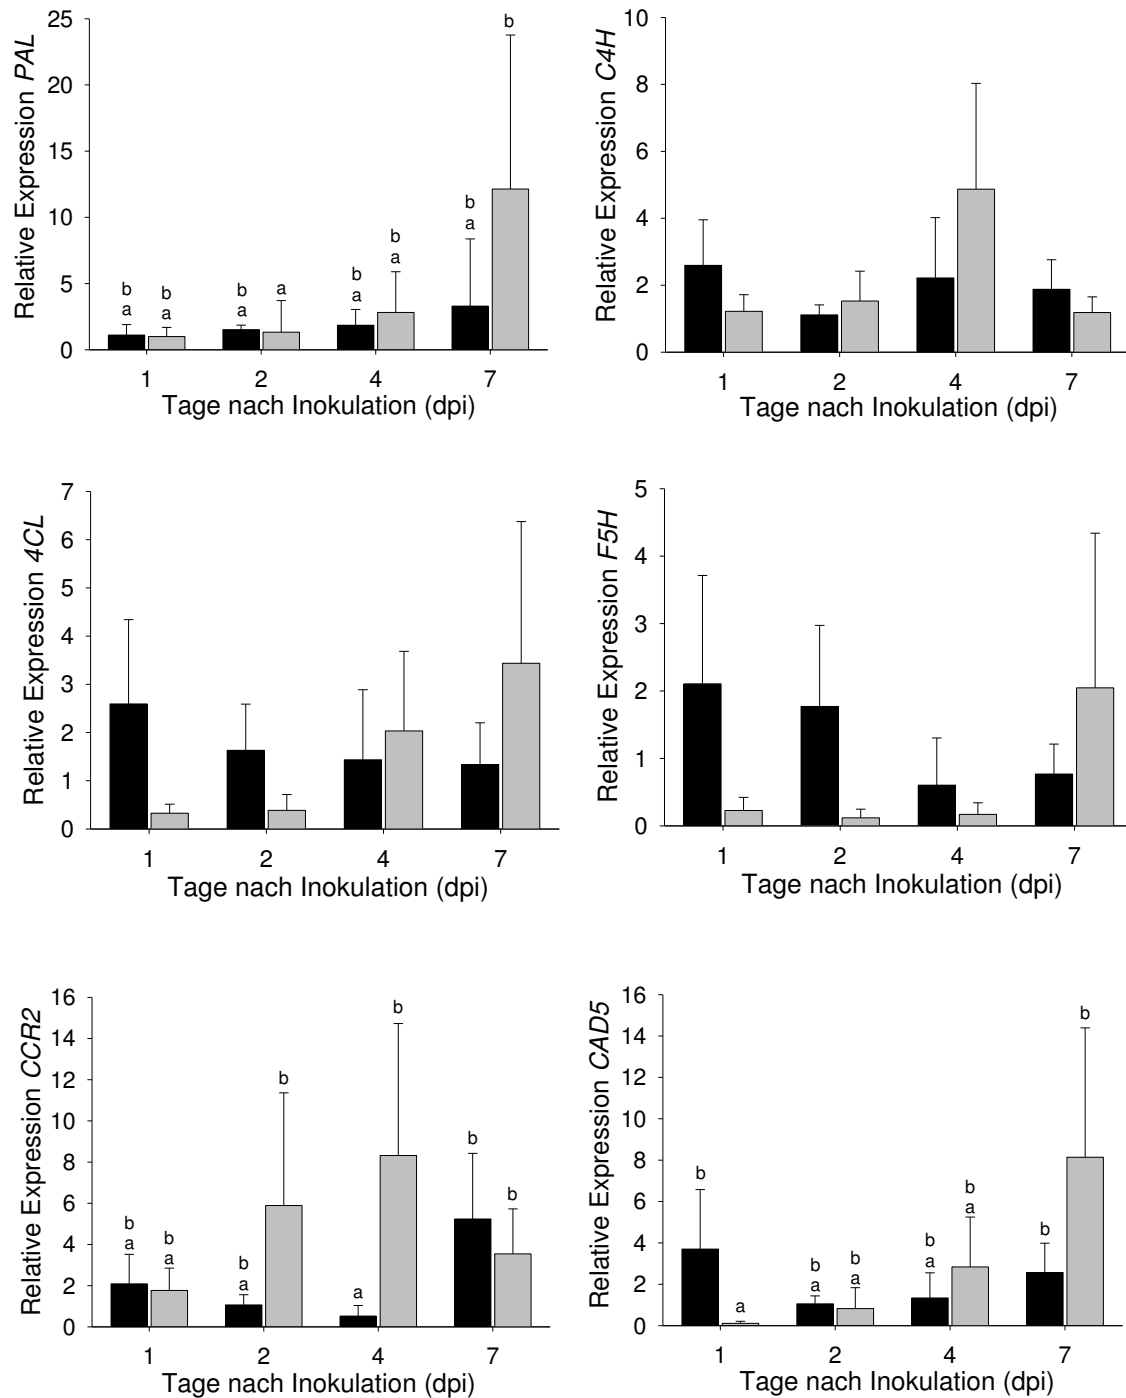 Relative Expression PAL
25
20
15
10
5
0
b
a
b
a
b
a
a
b
a
b
a
b
a
b
1 2 4 7
Tage nach Inokulation (dpi)
Relative Expression C4H
10
8
6
4
2
0
1 2 4 7
Tage nach Inokulation (dpi)
Relative Expression 4CL
7
6
5
4
3
2
1
0
1 2 4 7
Tage nach Inokulation (dpi)
Relative Expression F5H
5
4
3
2
1
0
1 2 4 7
Tage nach Inokulation (dpi)
Relative Expression CCR2
16
14
12
10
8
6
4
2
0
b
a
b
a
b
a
b
a
b
b
b
1 2 4 7
Tage nach Inokulation (dpi)
Relative Expression CAD5
16
14
12
10
8
6
4
2
0
b
a
b
a
b
a
b
a
b
a
b
b
1 2 4 7
Tage nach Inokulation (dpi)